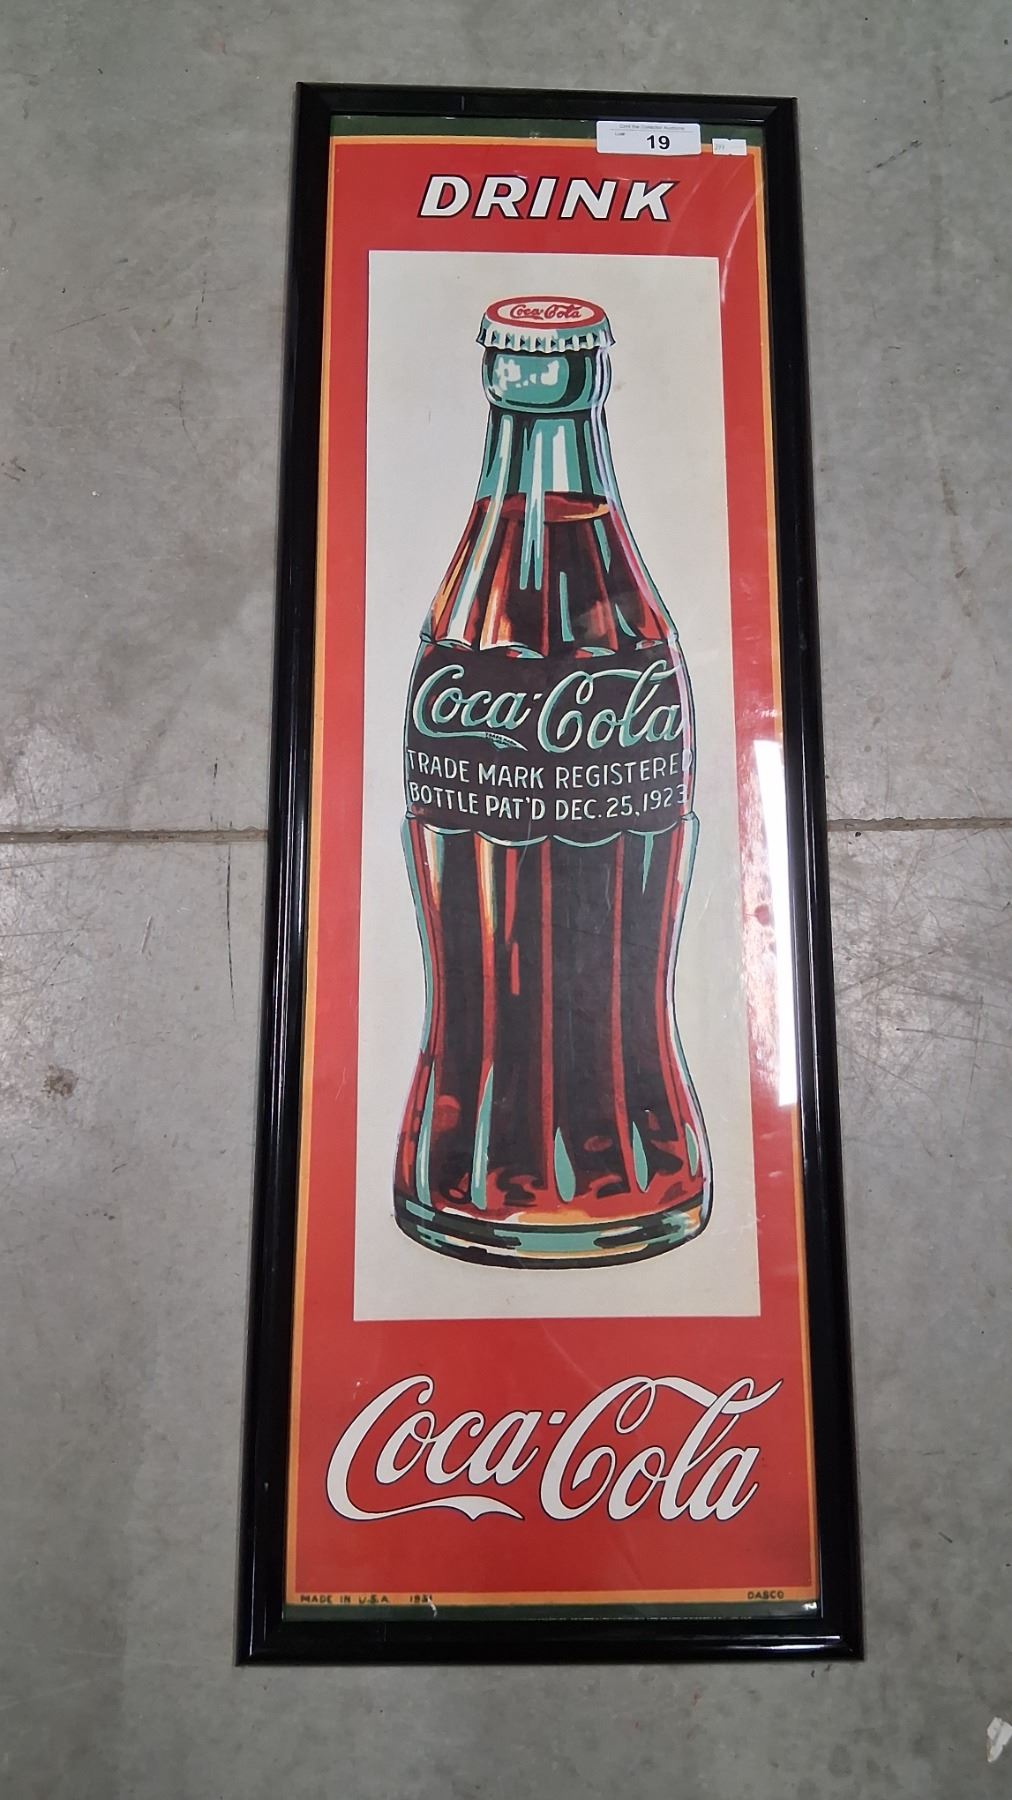 19
DRINK
Coca-Cola
Coca-Cola
TRADE MARK REGISTERED
BOTTLE PAT'D DEC. 25, 1923
Coca-Cola
MADE IN U.S.A. 1931 DASCO